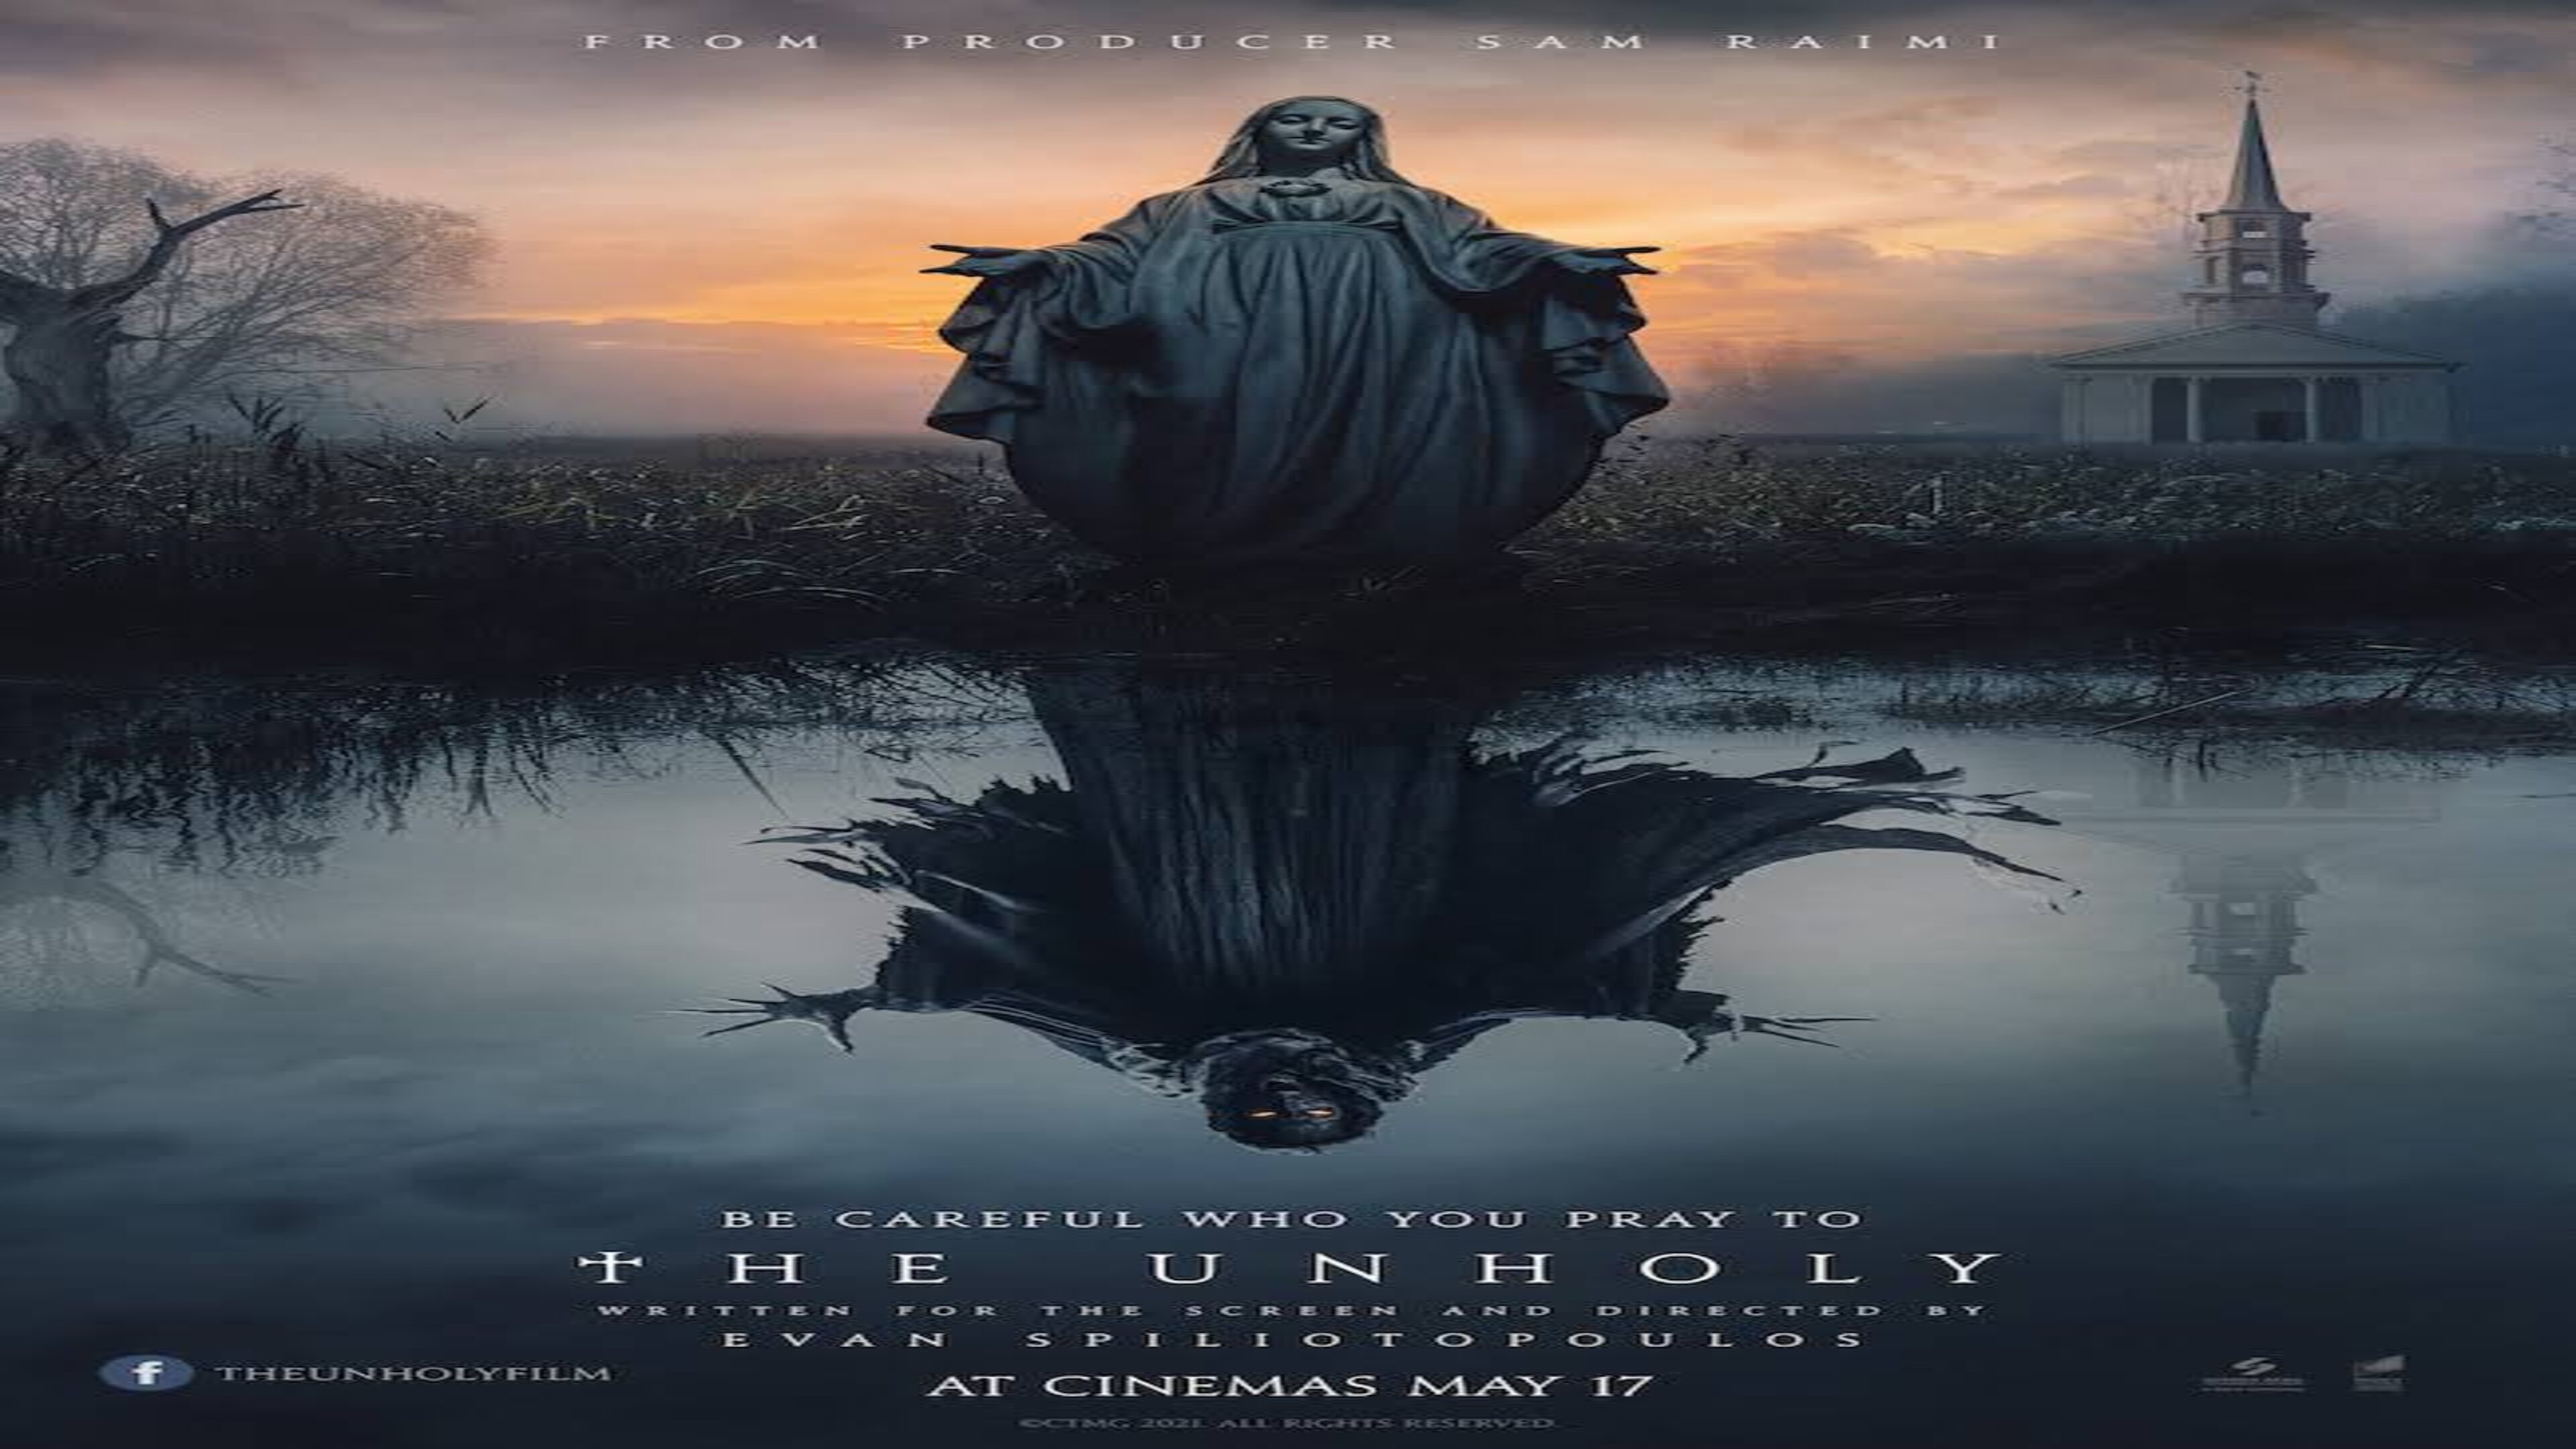 FROM PRODUCER SAM RAIMI
BE CAREFUL WHO YOU PRAY TO
THE UNHOLY
WRITTEN FOR THE SCREEN AND DIRECTED BY
EVAN SPILIOTOPOULOS
f THEUNHOLYFILM
AT CINEMAS MAY 17
©CTMG 2021. ALL RIGHTS RESERVED.